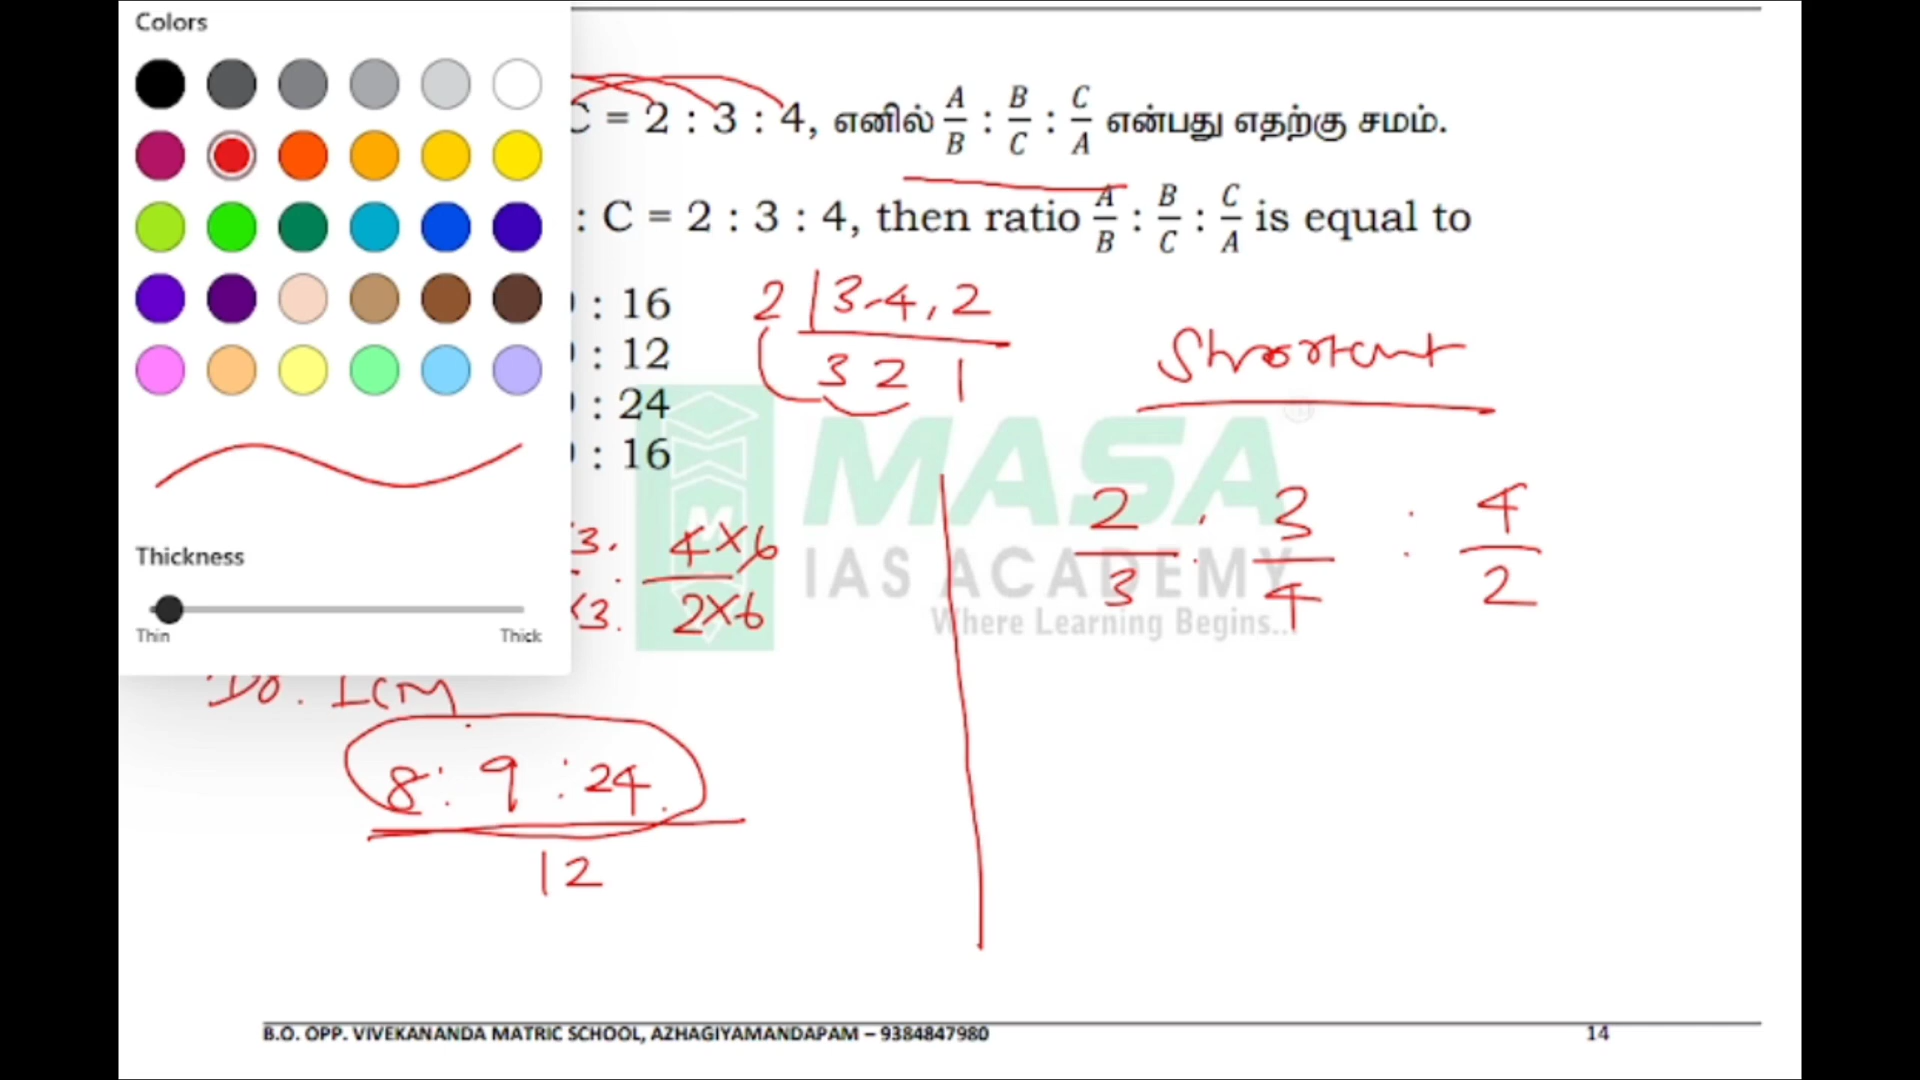 Colors
C = 2 : 3 : 4, எனில் A/B : B/C : C/A என்பது எதற்கு சமம்.
: C = 2 : 3 : 4, then ratio A/B : B/C : C/A is equal to
: 16
: 12
: 24
: 16
2 | 3, 4, 2
3 2 1
Shortcut
MASA
IAS ACADEMY
Where Learning Begins...
3 : 4×6
×3 2×6
2/3 : 3/4 : 4/2
Thickness
Thin Thick
Do. LCM
8 : 9 : 24
12
B.O. OPP. VIVEKANANDA MATRIC SCHOOL, AZHAGIYAMANDAPAM – 9384847980
14